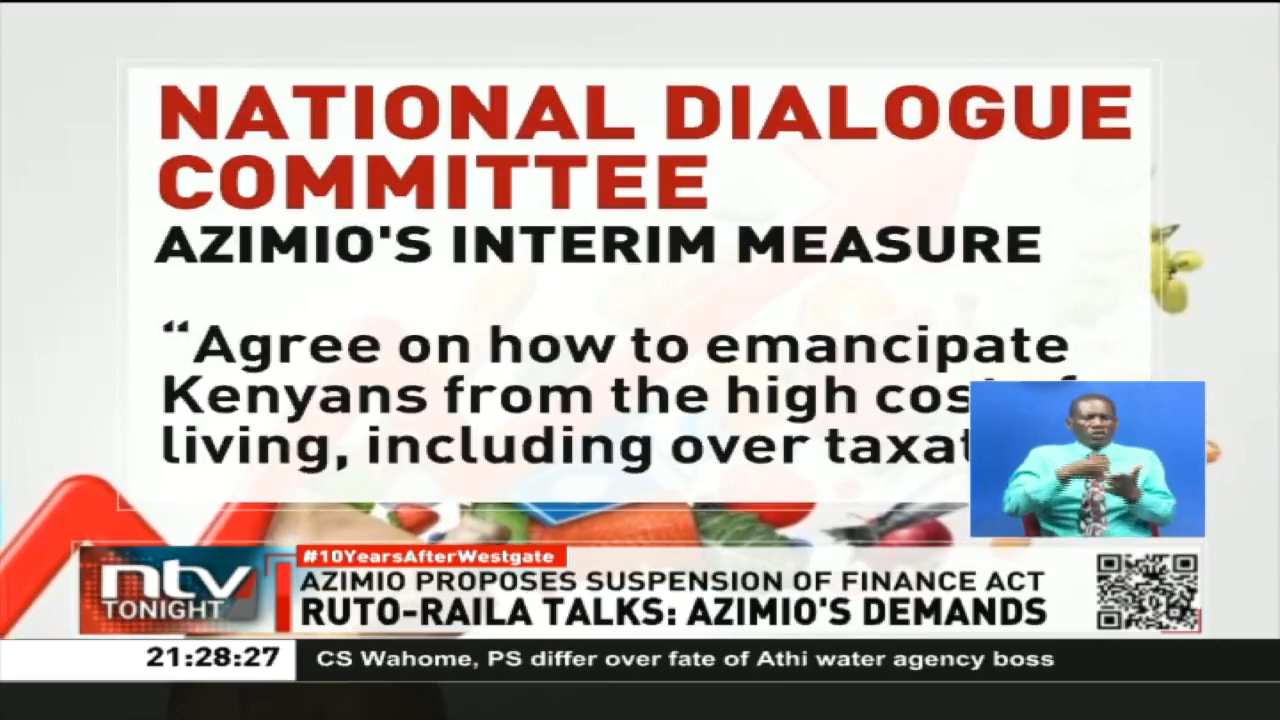 NATIONAL DIALOGUE
COMMITTEE
AZIMIO'S INTERIM MEASURE
“Agree on how to emancipate
Kenyans from the high
living, including over
#10YearsAfterWestgate
AZIMIO PROPOSES SUSPENSION OF FINANCE ACT
RUTO-RAILA TALKS: AZIMIO'S DEMANDS
ntv
TONIGHT
21:28:27
CS Wahome, PS differ over fate of Athi water agency boss